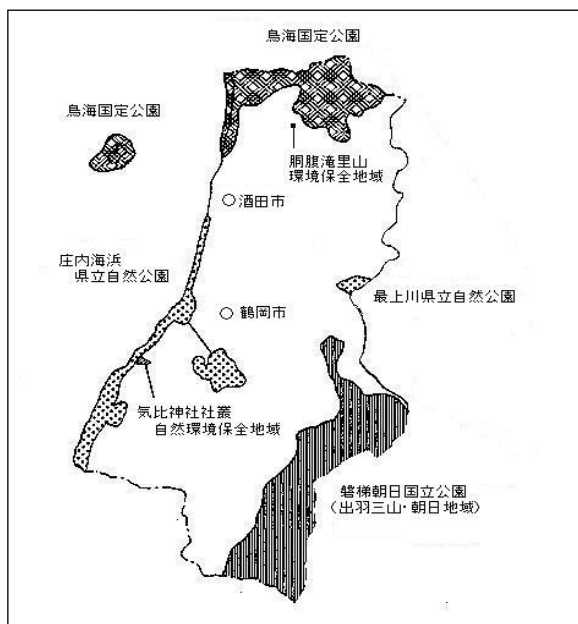 鳥海国定公園
鳥海国定公園
胴腹滝里山
環境保全地域
酒田市
庄内海浜
県立自然公園
最上川県立自然公園
鶴岡市
気比神社社叢
自然環境保全地域
磐梯朝日国立公園
(出羽三山・朝日地域)